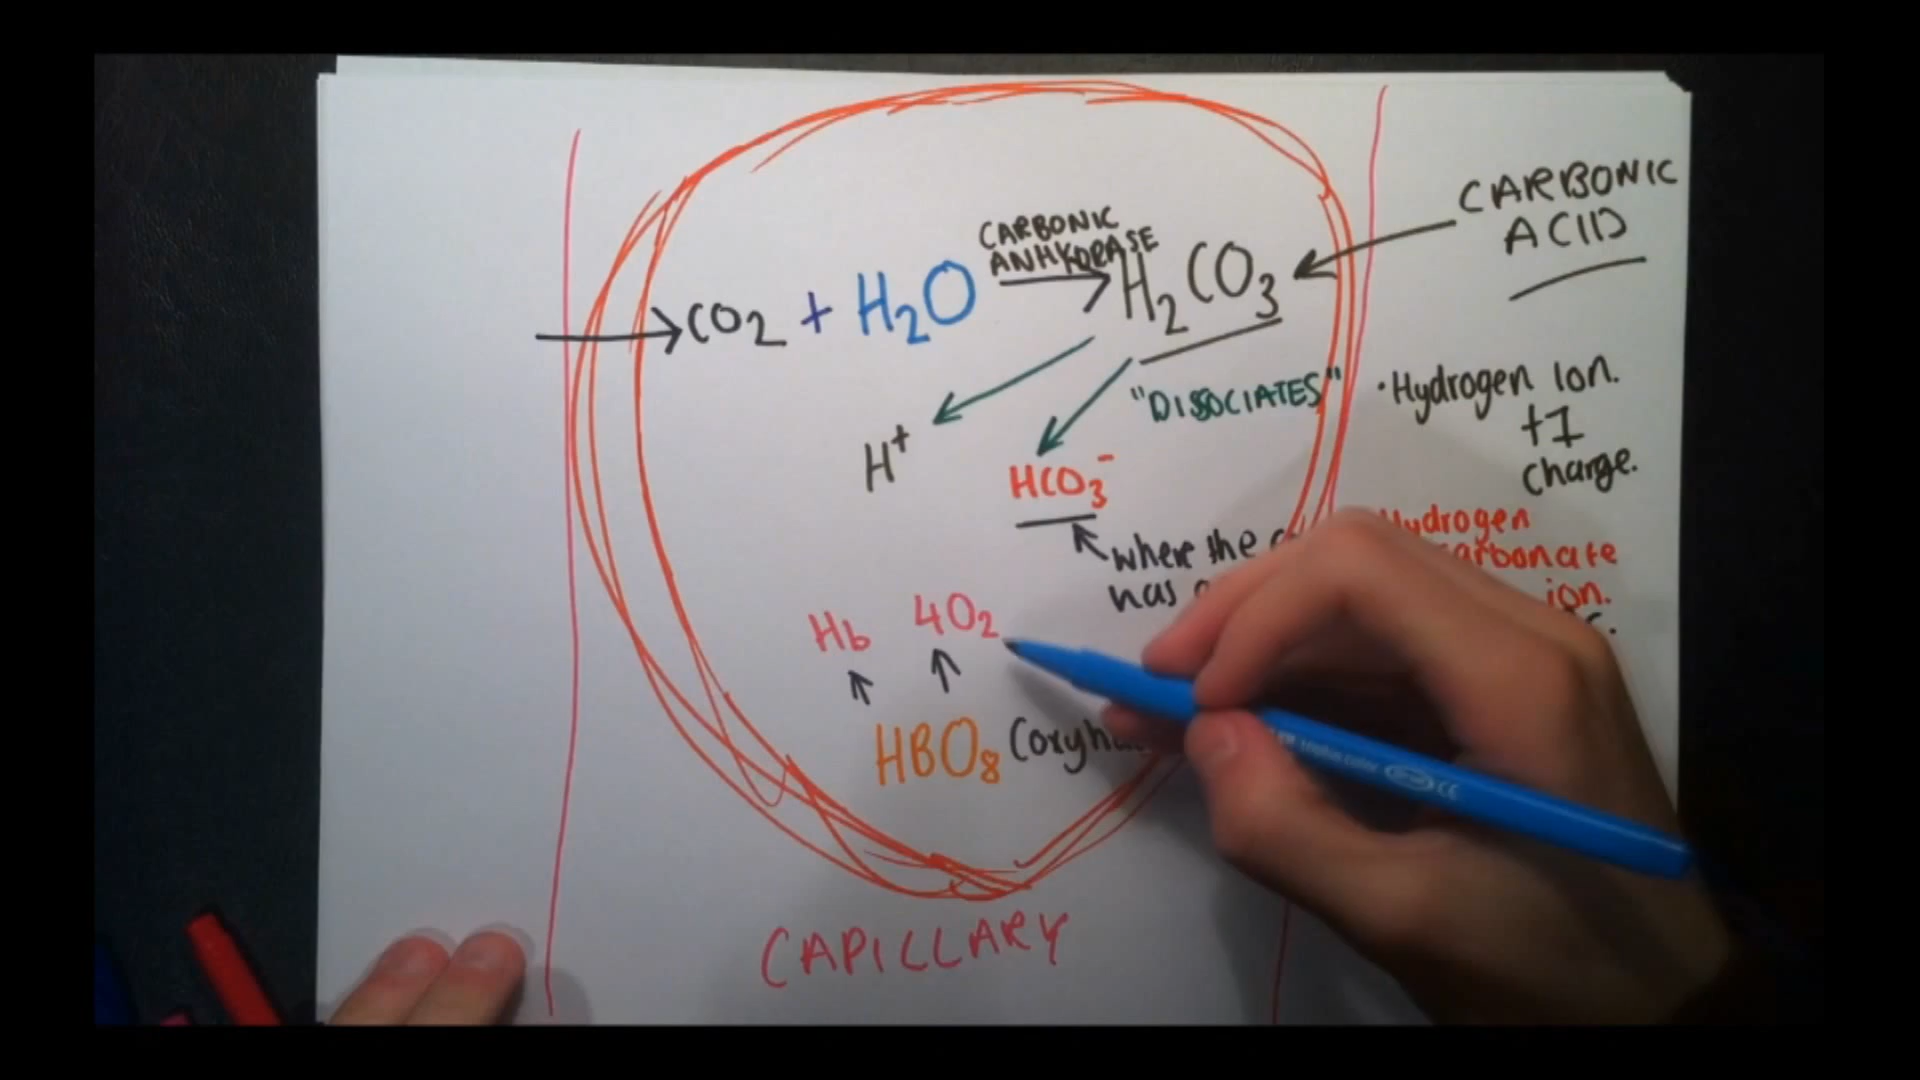 CARBONIC
ANHYDRASE
CO2 + H2O
H2CO3
CARBONIC
ACID
"DISSOCIATES"
H+
HCO3-
where the
has
· Hydrogen Ion.
+1
charge.
Hydrogen
ion.
Hb 4O2
HBO8 (oxyh
CAPILLARY